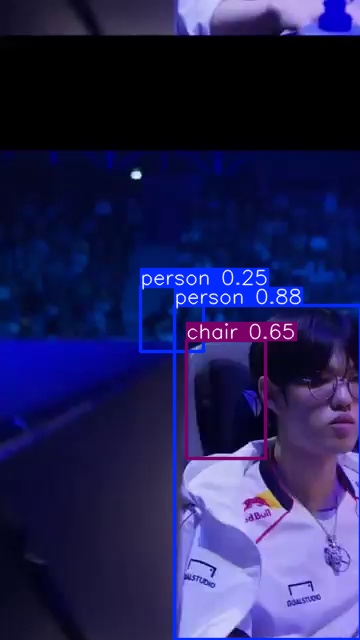 person 0.25
person 0.88
chair 0.65
Red Bull
GOALSTUDIO
GOALSTUDIO